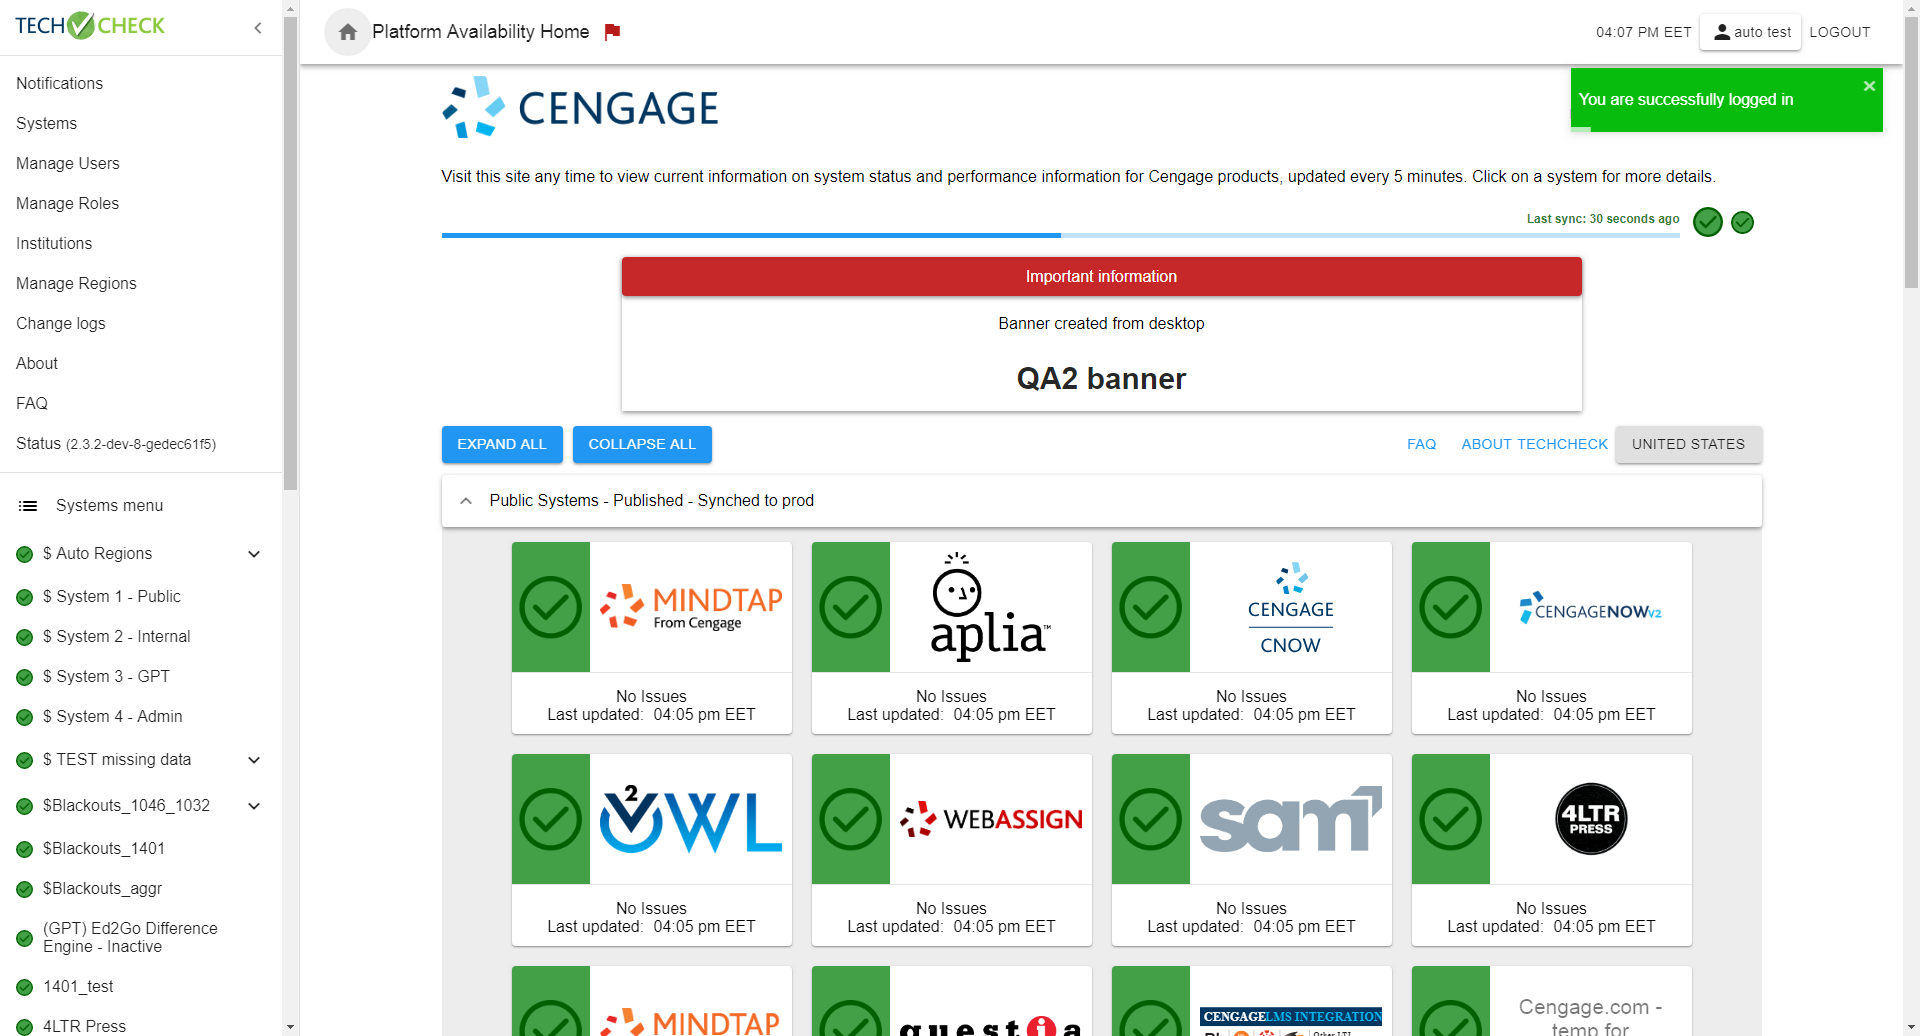 TECH CHECK
Notifications
Systems
Manage Users
Manage Roles
Institutions
Manage Regions
Change logs
About
FAQ
Status (2.3.2-dev-8-gedec61f5)
Systems menu
$ Auto Regions
$ System 1 - Public
$ System 2 - Internal
$ System 3 - GPT
$ System 4 - Admin
$ TEST missing data
$Blackouts_1046_1032
$Blackouts_1401
$Blackouts_aggr
(GPT) Ed2Go Difference
Engine - Inactive
1401_test
4LTR Press
Platform Availability Home
04:07 PM EET
auto test
LOGOUT
You are successfully logged in
CENGAGE
Visit this site any time to view current information on system status and performance information for Cengage products, updated every 5 minutes. Click on a system for more details.
Last sync: 30 seconds ago
Important information
Banner created from desktop
QA2 banner
EXPAND ALL
COLLAPSE ALL
FAQ
ABOUT TECHCHECK
UNITED STATES
Public Systems - Published - Synched to prod
MINDTAP
From Cengage
No Issues
Last updated: 04:05 pm EET
aplia™
No Issues
Last updated: 04:05 pm EET
CENGAGE
CNOW
No Issues
Last updated: 04:05 pm EET
CENGAGENOWv2
No Issues
Last updated: 04:05 pm EET
OWL
V2
No Issues
Last updated: 04:05 pm EET
WEBASSIGN
No Issues
Last updated: 04:05 pm EET
sam
No Issues
Last updated: 04:05 pm EET
4LTR
PRESS
No Issues
Last updated: 04:05 pm EET
MINDTAP
questia
CENGAGELMS INTEGRATION
Cengage.com -
temp for